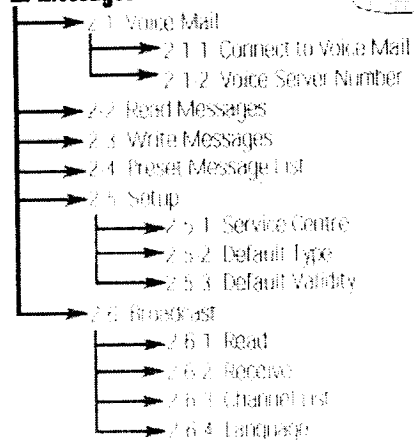 2. Messages
2-1 Voice Mail
2-1-1 Connect to Voice Mail
2-1-2 Voice Server Number
2-2 Read Messages
2-3 Write Messages
2-4 Preset Message List
2-5 Setup
2-5-1 Service Centre
2-5-2 Default Type
2-5-3 Default Validity
2-6 Broadcast
2-6-1 Read
2-6-2 Receive
2-6-3 Channel List
2-6-4 Language